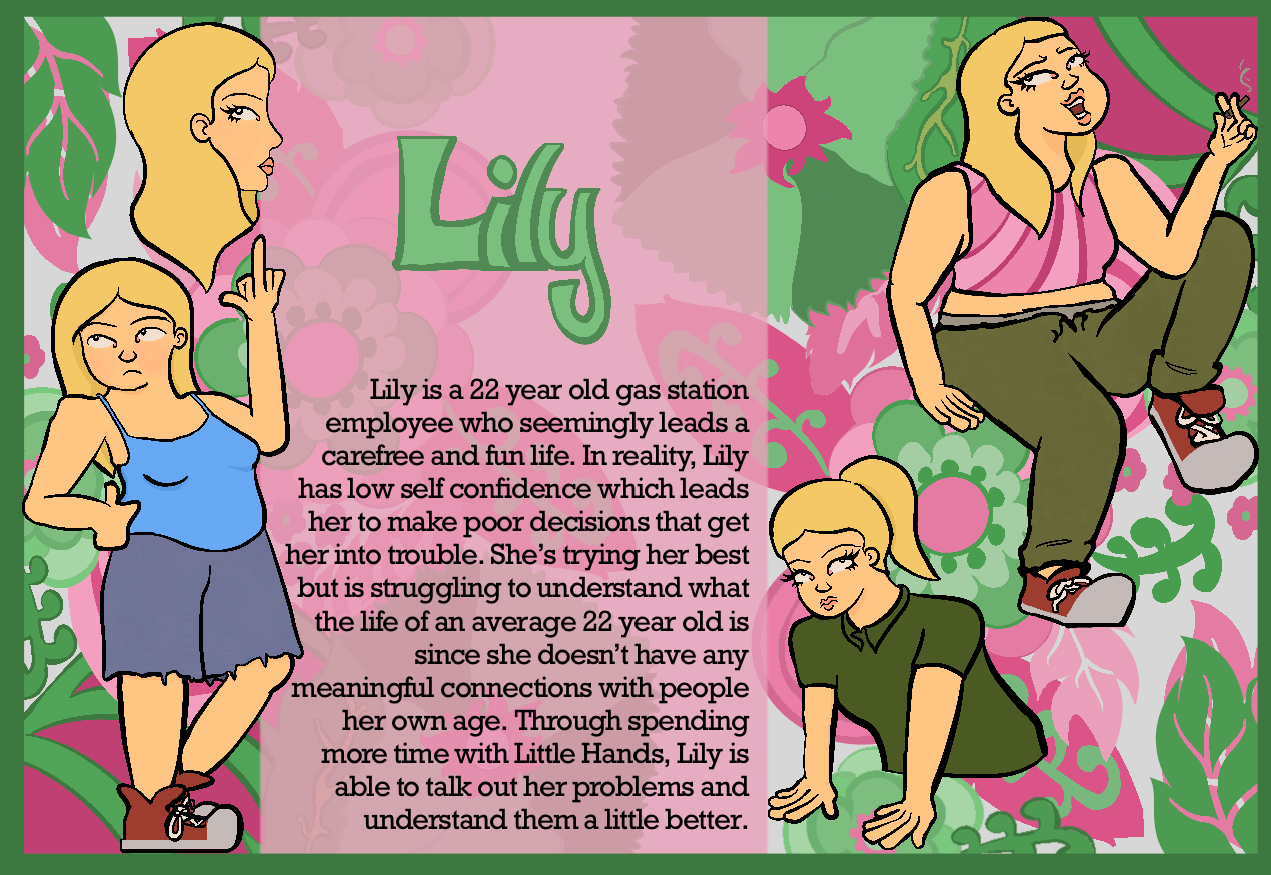 Lily
Lily is a 22 year old gas station
employee who seemingly leads a
carefree and fun life. In reality, Lily
has low self confidence which leads
her to make poor decisions that get
her into trouble. She's trying her best
but is struggling to understand what
the life of an average 22 year old is
since she doesn't have any
meaningful connections with people
her own age. Through spending
more time with Little Hands, Lily is
able to talk out her problems and
understand them a little better.